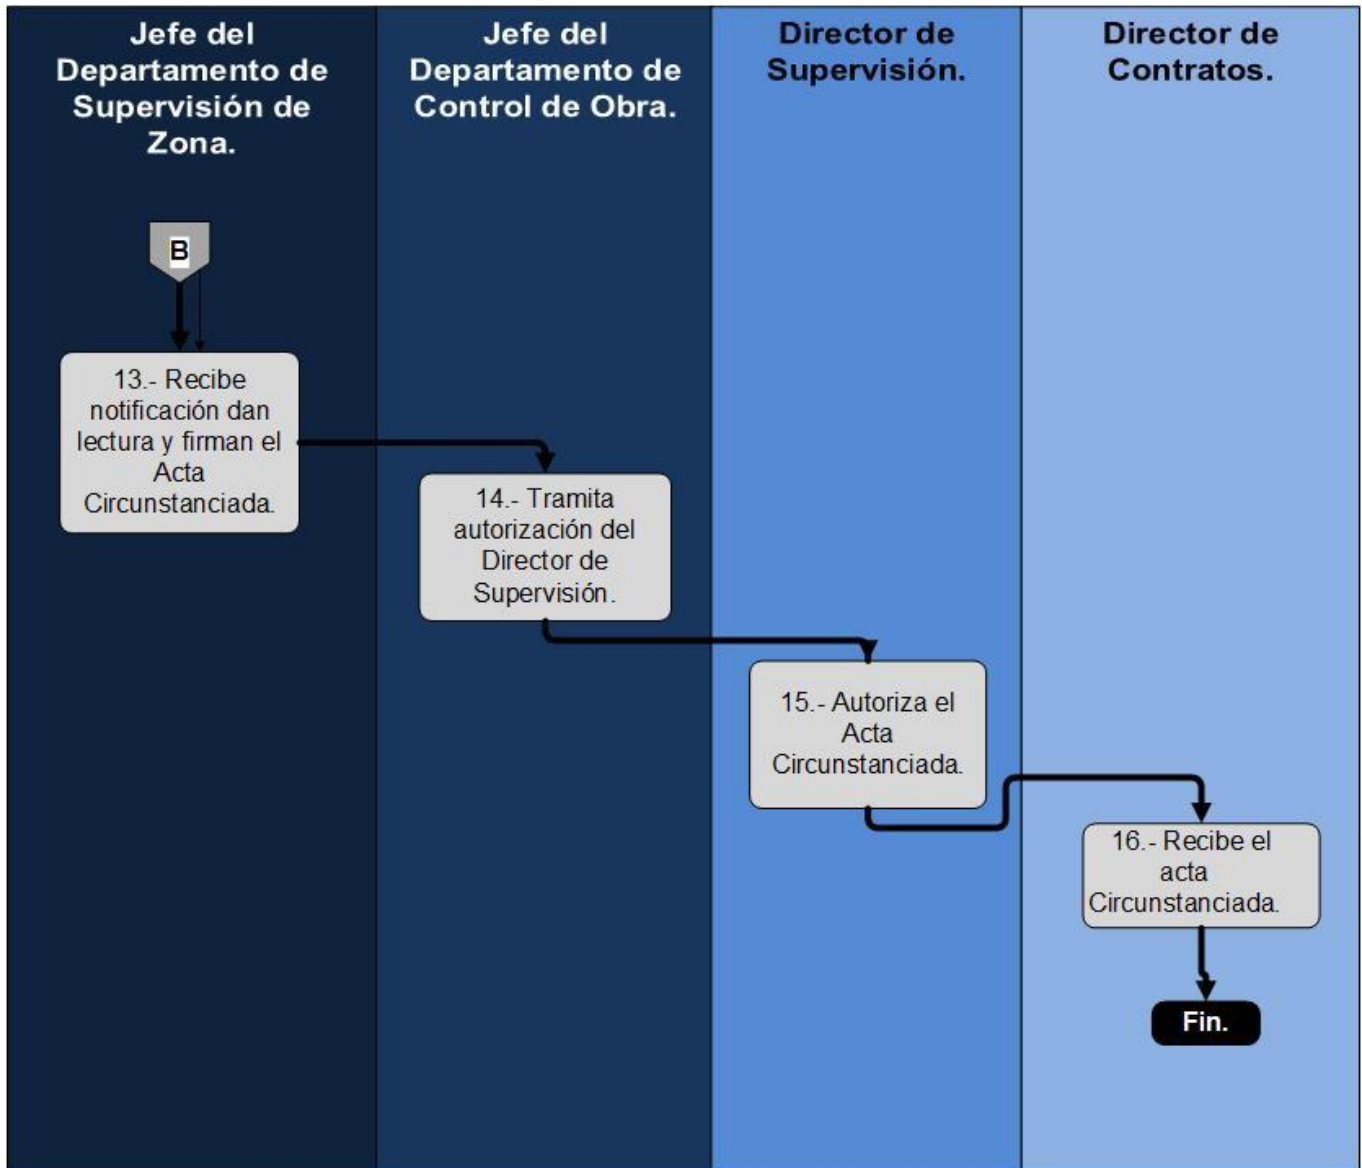 Jefe del
Departamento de
Supervisión de
Zona.
Jefe del
Departamento de
Control de Obra.
Director de
Supervisión.
Director de
Contratos.
B
13.- Recibe
notificación dan
lectura y firman el
Acta
Circunstanciada.
14.- Tramita
autorización del
Director de
Supervisión.
15.- Autoriza el
Acta
Circunstanciada.
16.- Recibe el
acta
Circunstanciada.
Fin.